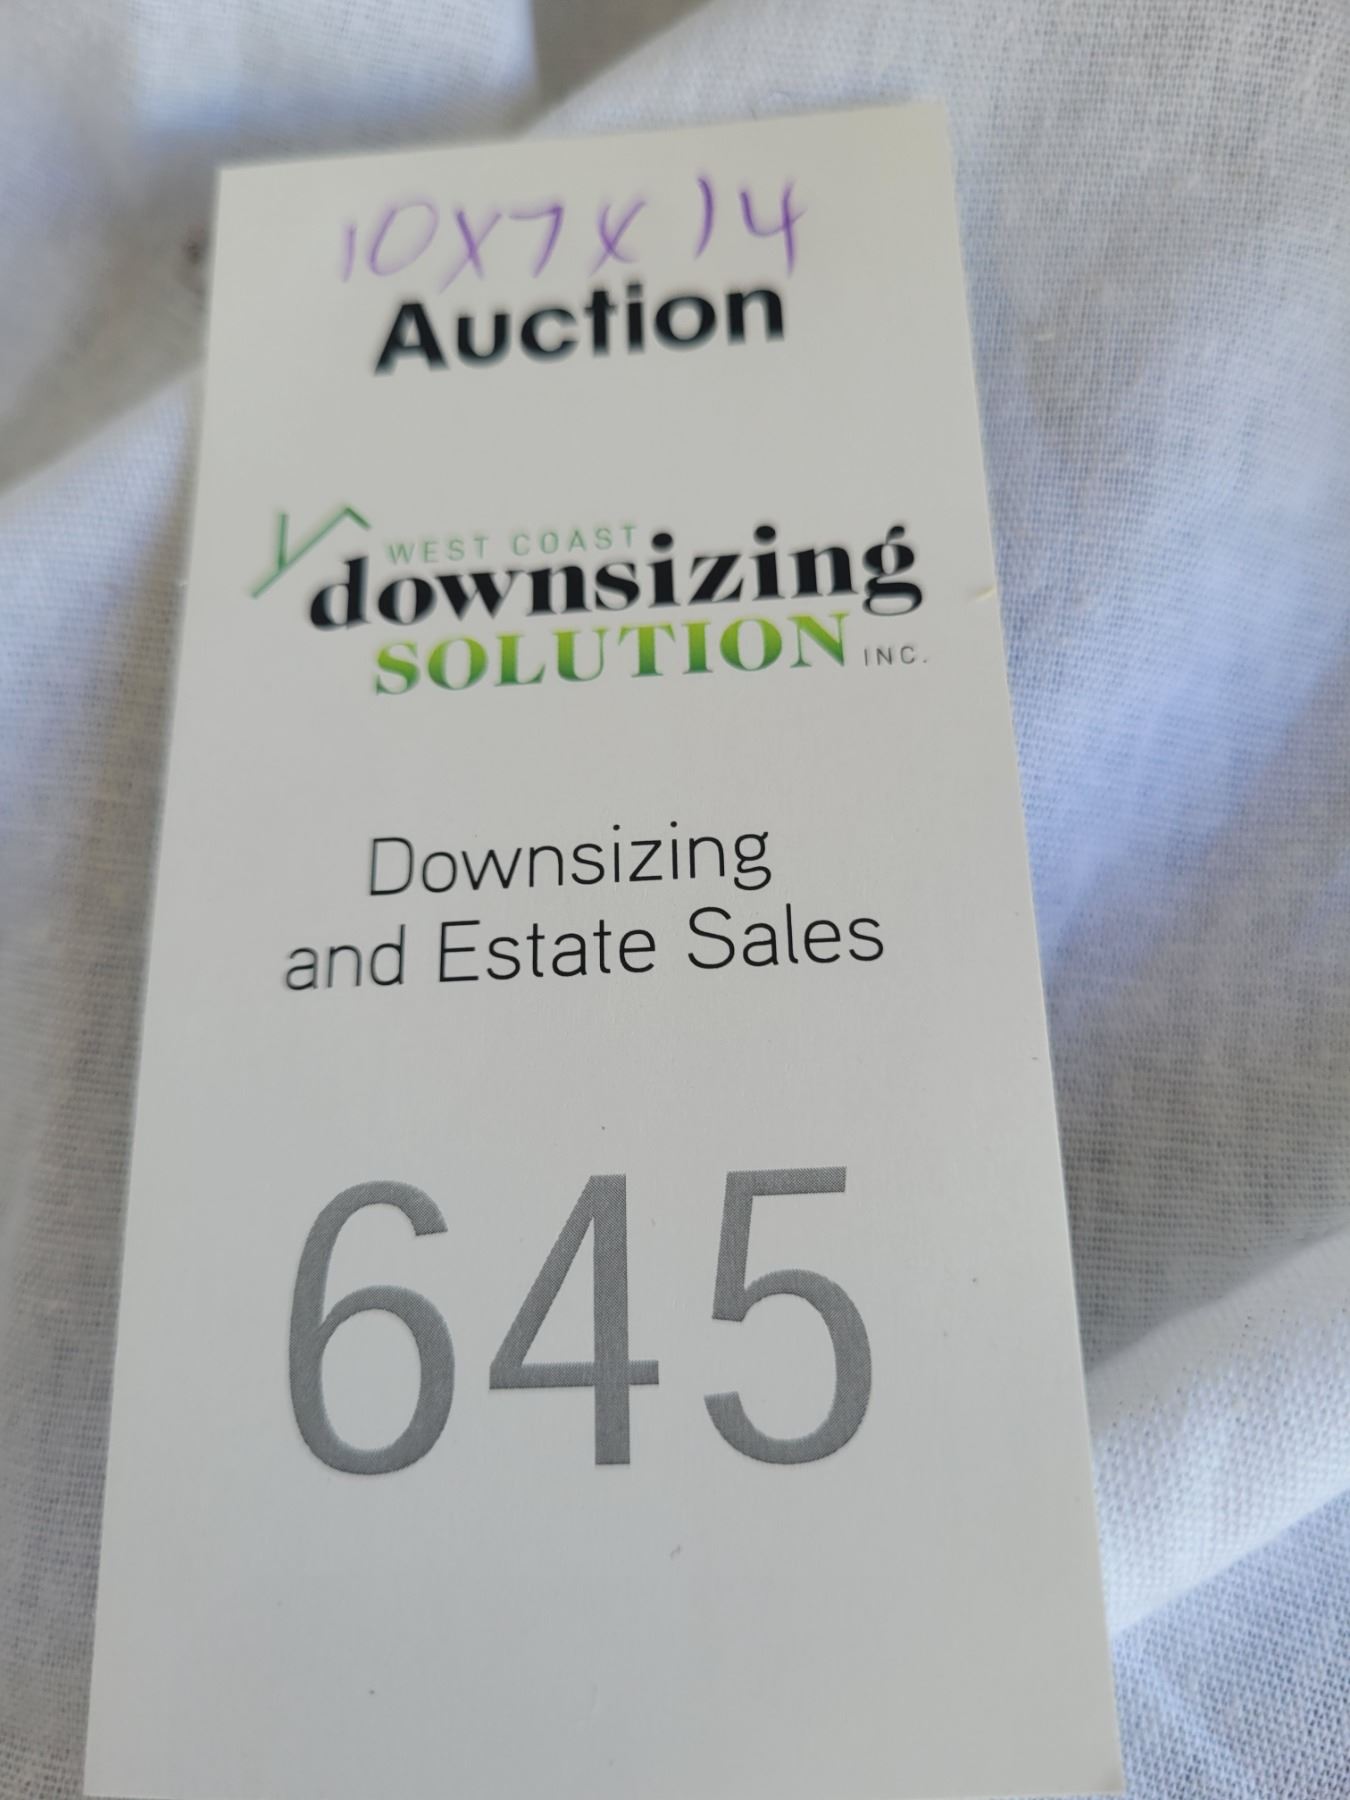 10x7x14
Auction
WEST COAST
downsizing
SOLUTION INC.
Downsizing
and Estate Sales
645